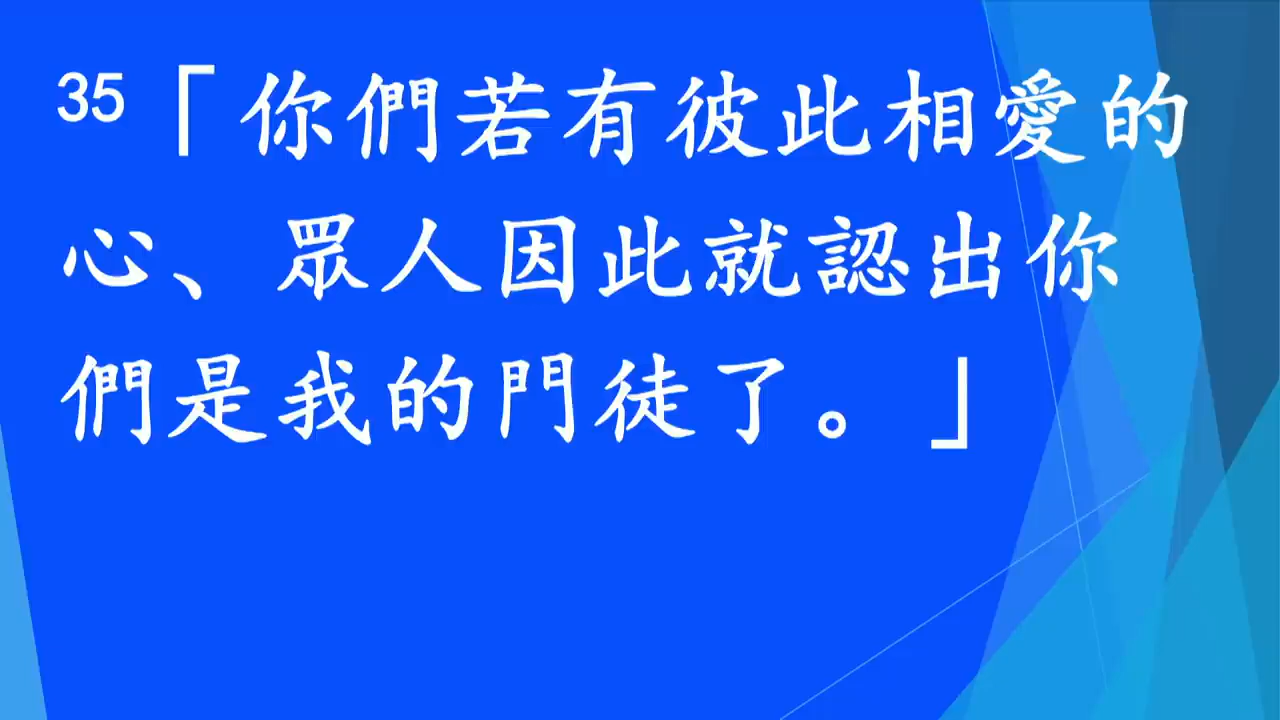 35「你們若有彼此相愛的
心、眾人因此就認出你
們是我的門徒了。」